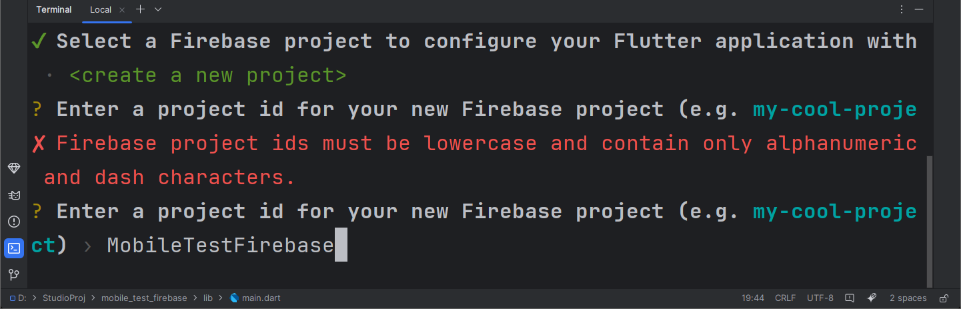 Terminal Local × +
✓ Select a Firebase project to configure your Flutter application with
· <create a new project>
? Enter a project id for your new Firebase project (e.g. my-cool-proje
✗ Firebase project ids must be lowercase and contain only alphanumeric
and dash characters.
? Enter a project id for your new Firebase project (e.g. my-cool-proje
ct) › MobileTestFirebase
D: > StudioProj > mobile_test_firebase > lib > main.dart 19:44 CRLF UTF-8 2 spaces